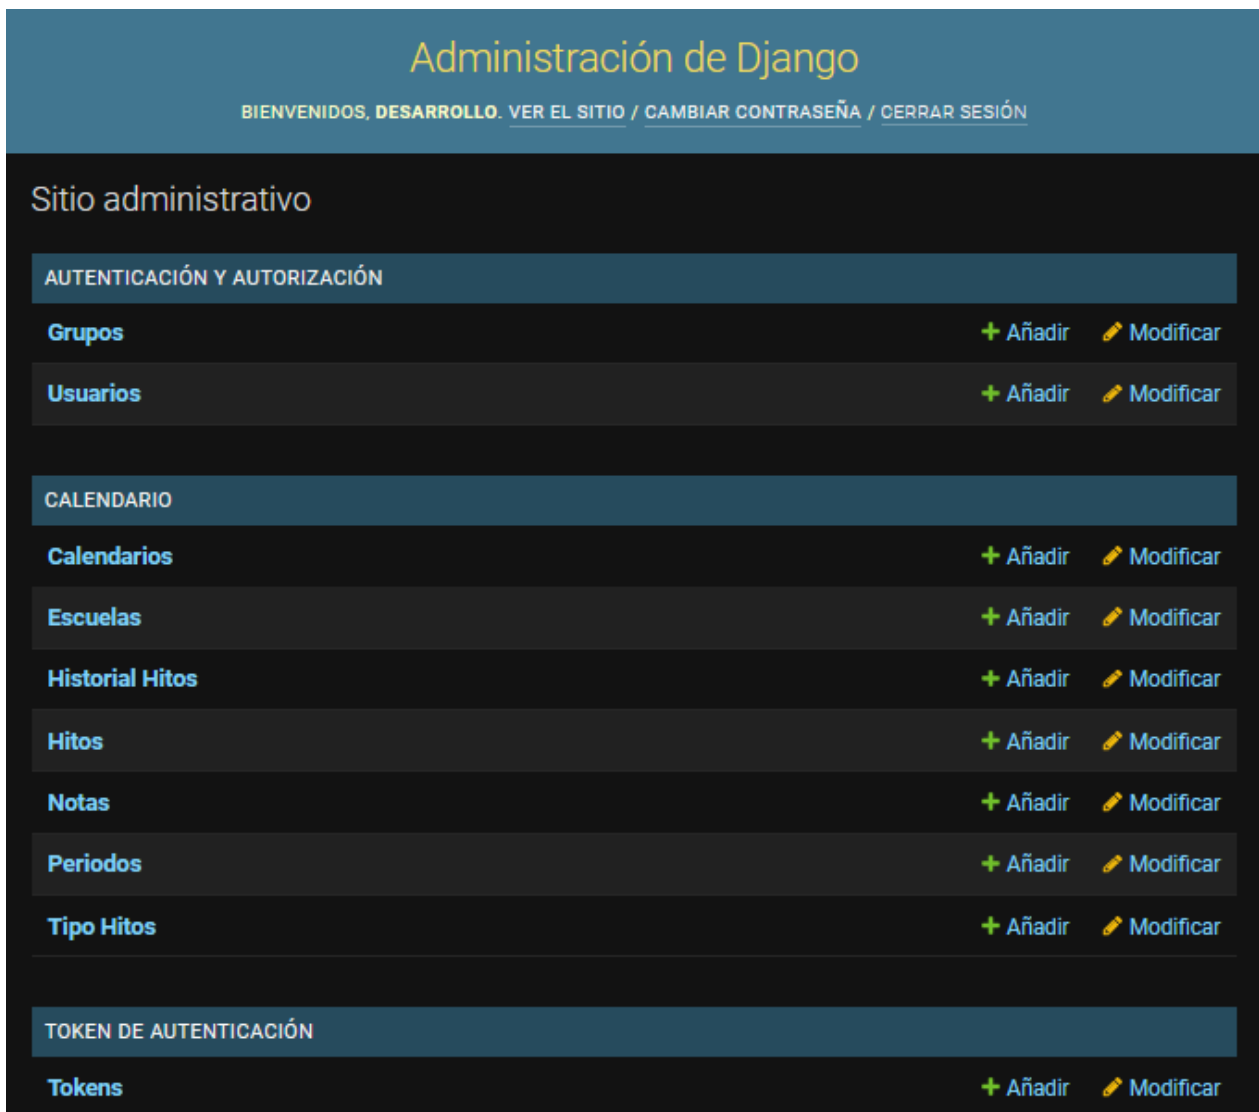 Administración de Django
BIENVENIDOS, DESARROLLO. VER EL SITIO / CAMBIAR CONTRASEÑA / CERRAR SESIÓN
Sitio administrativo
AUTENTICACIÓN Y AUTORIZACIÓN
Grupos Añadir Modificar
Usuarios Añadir Modificar
CALENDARIO
Calendarios Añadir Modificar
Escuelas Añadir Modificar
Historial Hitos Añadir Modificar
Hitos Añadir Modificar
Notas Añadir Modificar
Periodos Añadir Modificar
Tipo Hitos Añadir Modificar
TOKEN DE AUTENTICACIÓN
Tokens Añadir Modificar